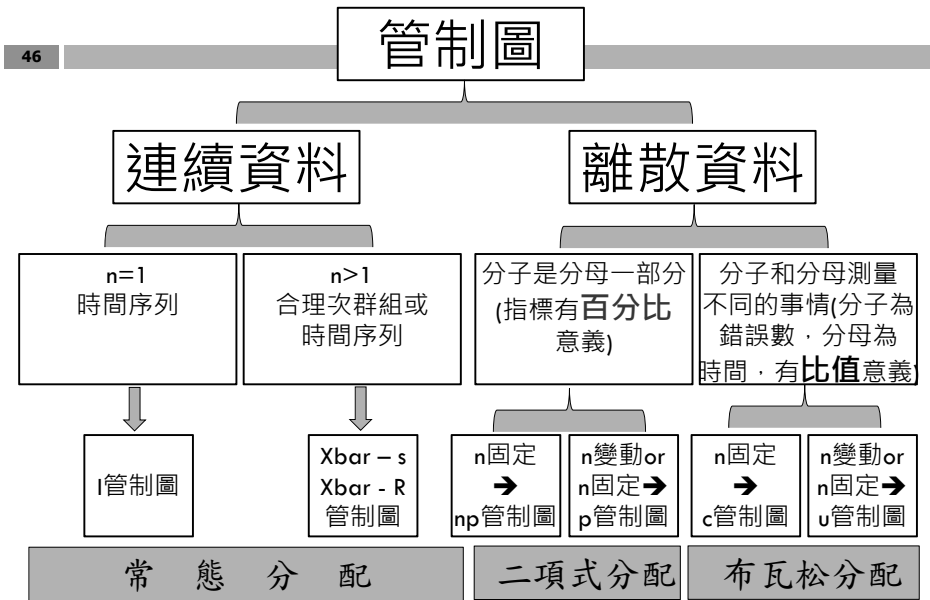 46
管制圖
連續資料
離散資料
n=1
時間序列
n>1
合理次群組或
時間序列
分子是分母一部分
(指標有百分比
意義)
分子和分母測量
不同的事情(分子為
錯誤數，分母為
時間，有比值意義)
I管制圖
Xbar – s
Xbar - R
管制圖
n固定
➔
np管制圖
n變動or
n固定➔
p管制圖
n固定
➔
c管制圖
n變動or
n固定➔
u管制圖
常態分配
二項式分配
布瓦松分配